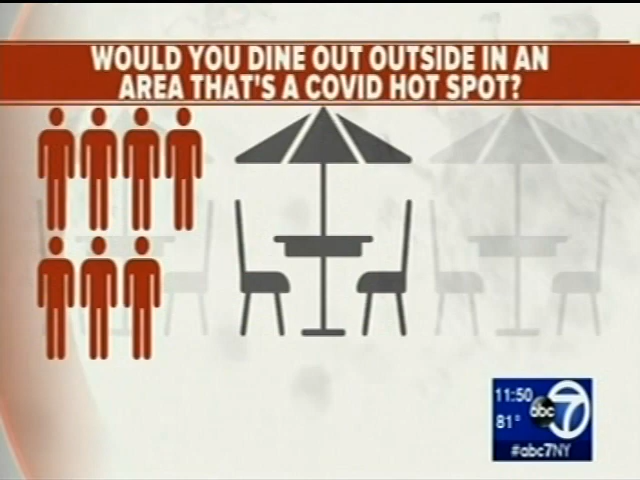 WOULD YOU DINE OUT OUTSIDE IN AN
AREA THAT'S A COVID HOT SPOT?
11:50
81°
abc 7
#abc7NY